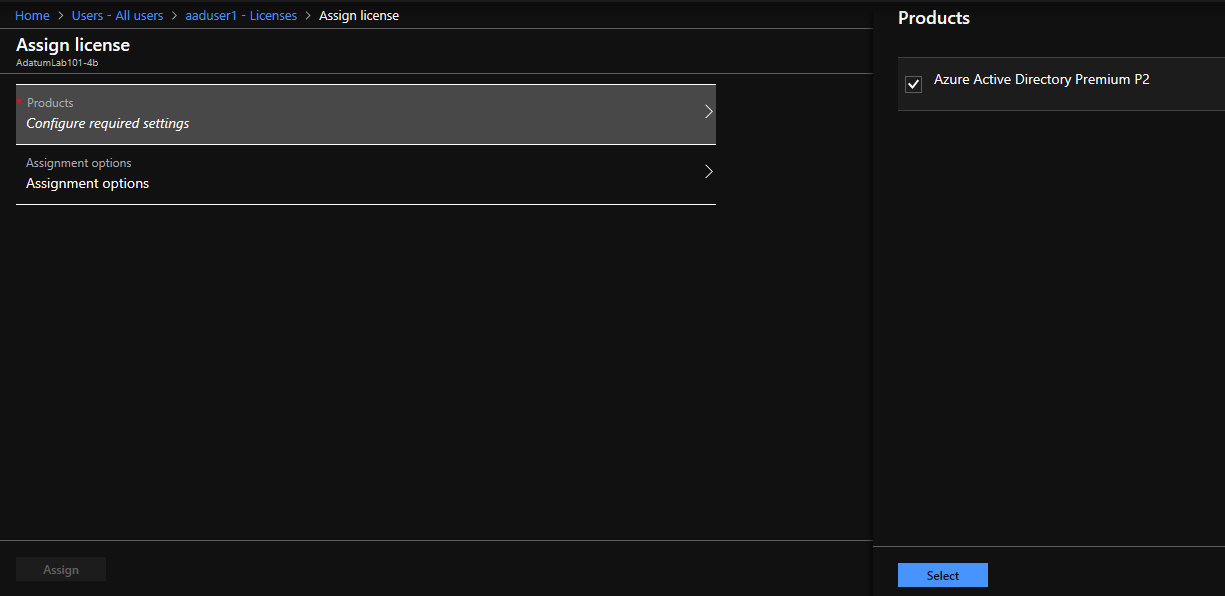 Home > Users - All users > aaduser1 - Licenses > Assign license
Assign license
AdatumLab101-4b
* Products
Configure required settings
Assignment options
Assignment options
Assign
Products
Azure Active Directory Premium P2
Select